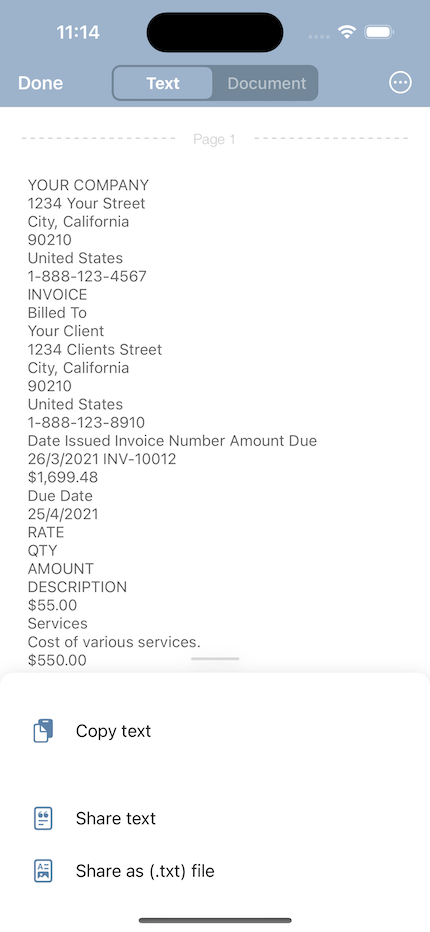 11:14
Done
Text
Document
Page 1
YOUR COMPANY
1234 Your Street
City, California
90210
United States
1-888-123-4567
INVOICE
Billed To
Your Client
1234 Clients Street
City, California
90210
United States
1-888-123-8910
Date Issued Invoice Number Amount Due
26/3/2021 INV-10012
$1,699.48
Due Date
25/4/2021
RATE
QTY
AMOUNT
DESCRIPTION
$55.00
Services
Cost of various services.
$550.00
Copy text
Share text
Share as (.txt) file